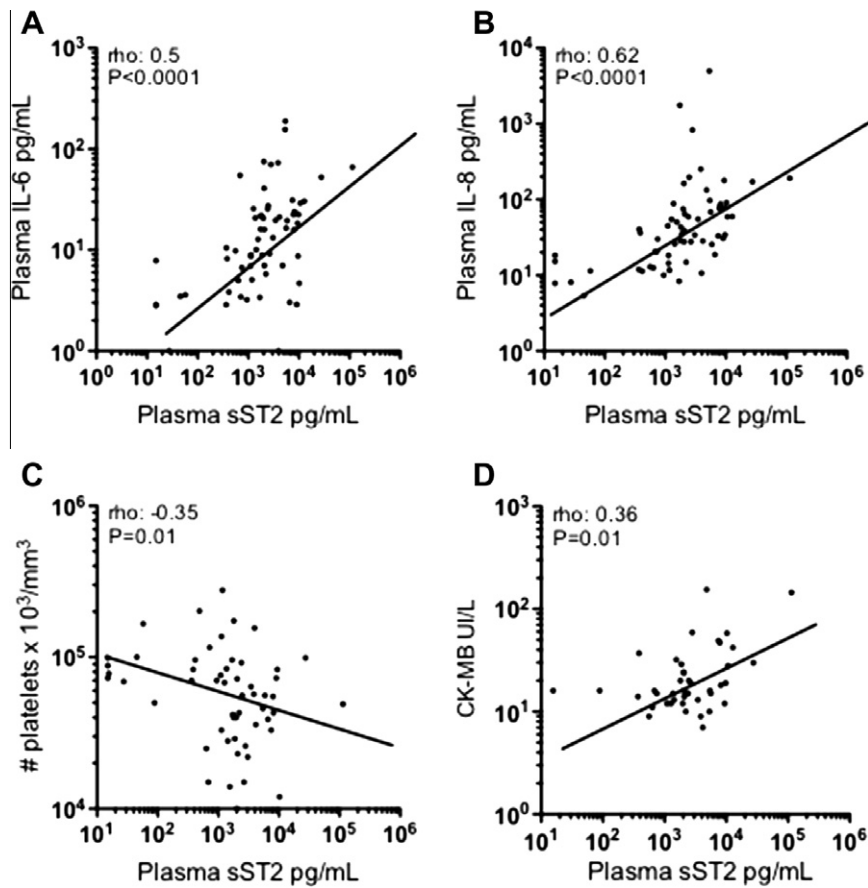 A
rho: 0.5
P<0.0001
Plasma IL-6 pg/mL
10³
10²
10¹
10⁰
10⁰ 10¹ 10² 10³ 10⁴ 10⁵ 10⁶
Plasma sST2 pg/mL
B
rho: 0.62
P<0.0001
Plasma IL-8 pg/mL
10⁴
10³
10²
10¹
10⁰
10¹ 10² 10³ 10⁴ 10⁵ 10⁶
Plasma sST2 pg/mL
C
rho: -0.35
P=0.01
# platelets x 10³/mm³
10⁶
10⁵
10⁴
10¹ 10² 10³ 10⁴ 10⁵ 10⁶
Plasma sST2 pg/mL
D
rho: 0.36
P=0.01
CK-MB UI/L
10³
10²
10¹
10⁰
10¹ 10² 10³ 10⁴ 10⁵ 10⁶
Plasma sST2 pg/mL